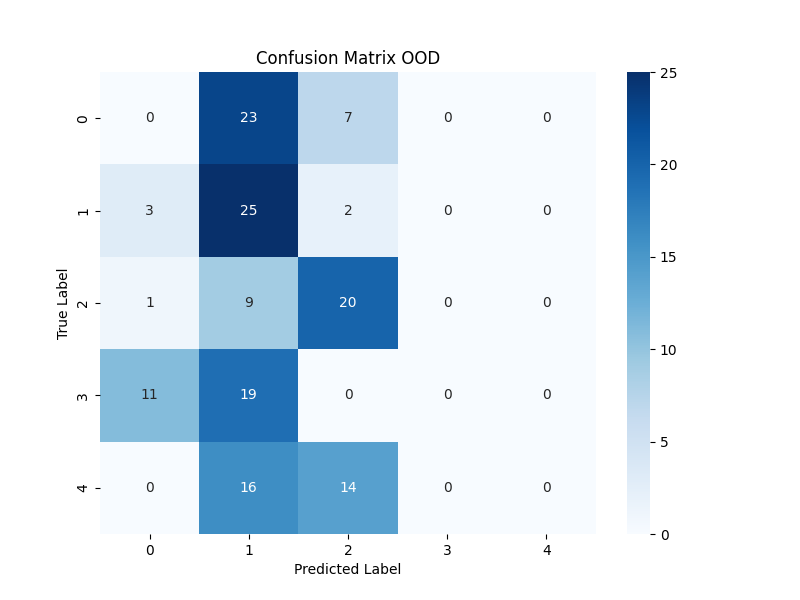 Confusion Matrix OOD
0 0 23 7 0 0
1 3 25 2 0 0
2 1 9 20 0 0
3 11 19 0 0 0
4 0 16 14 0 0
0 1 2 3 4
Predicted Label
True Label
25
20
15
10
5
0